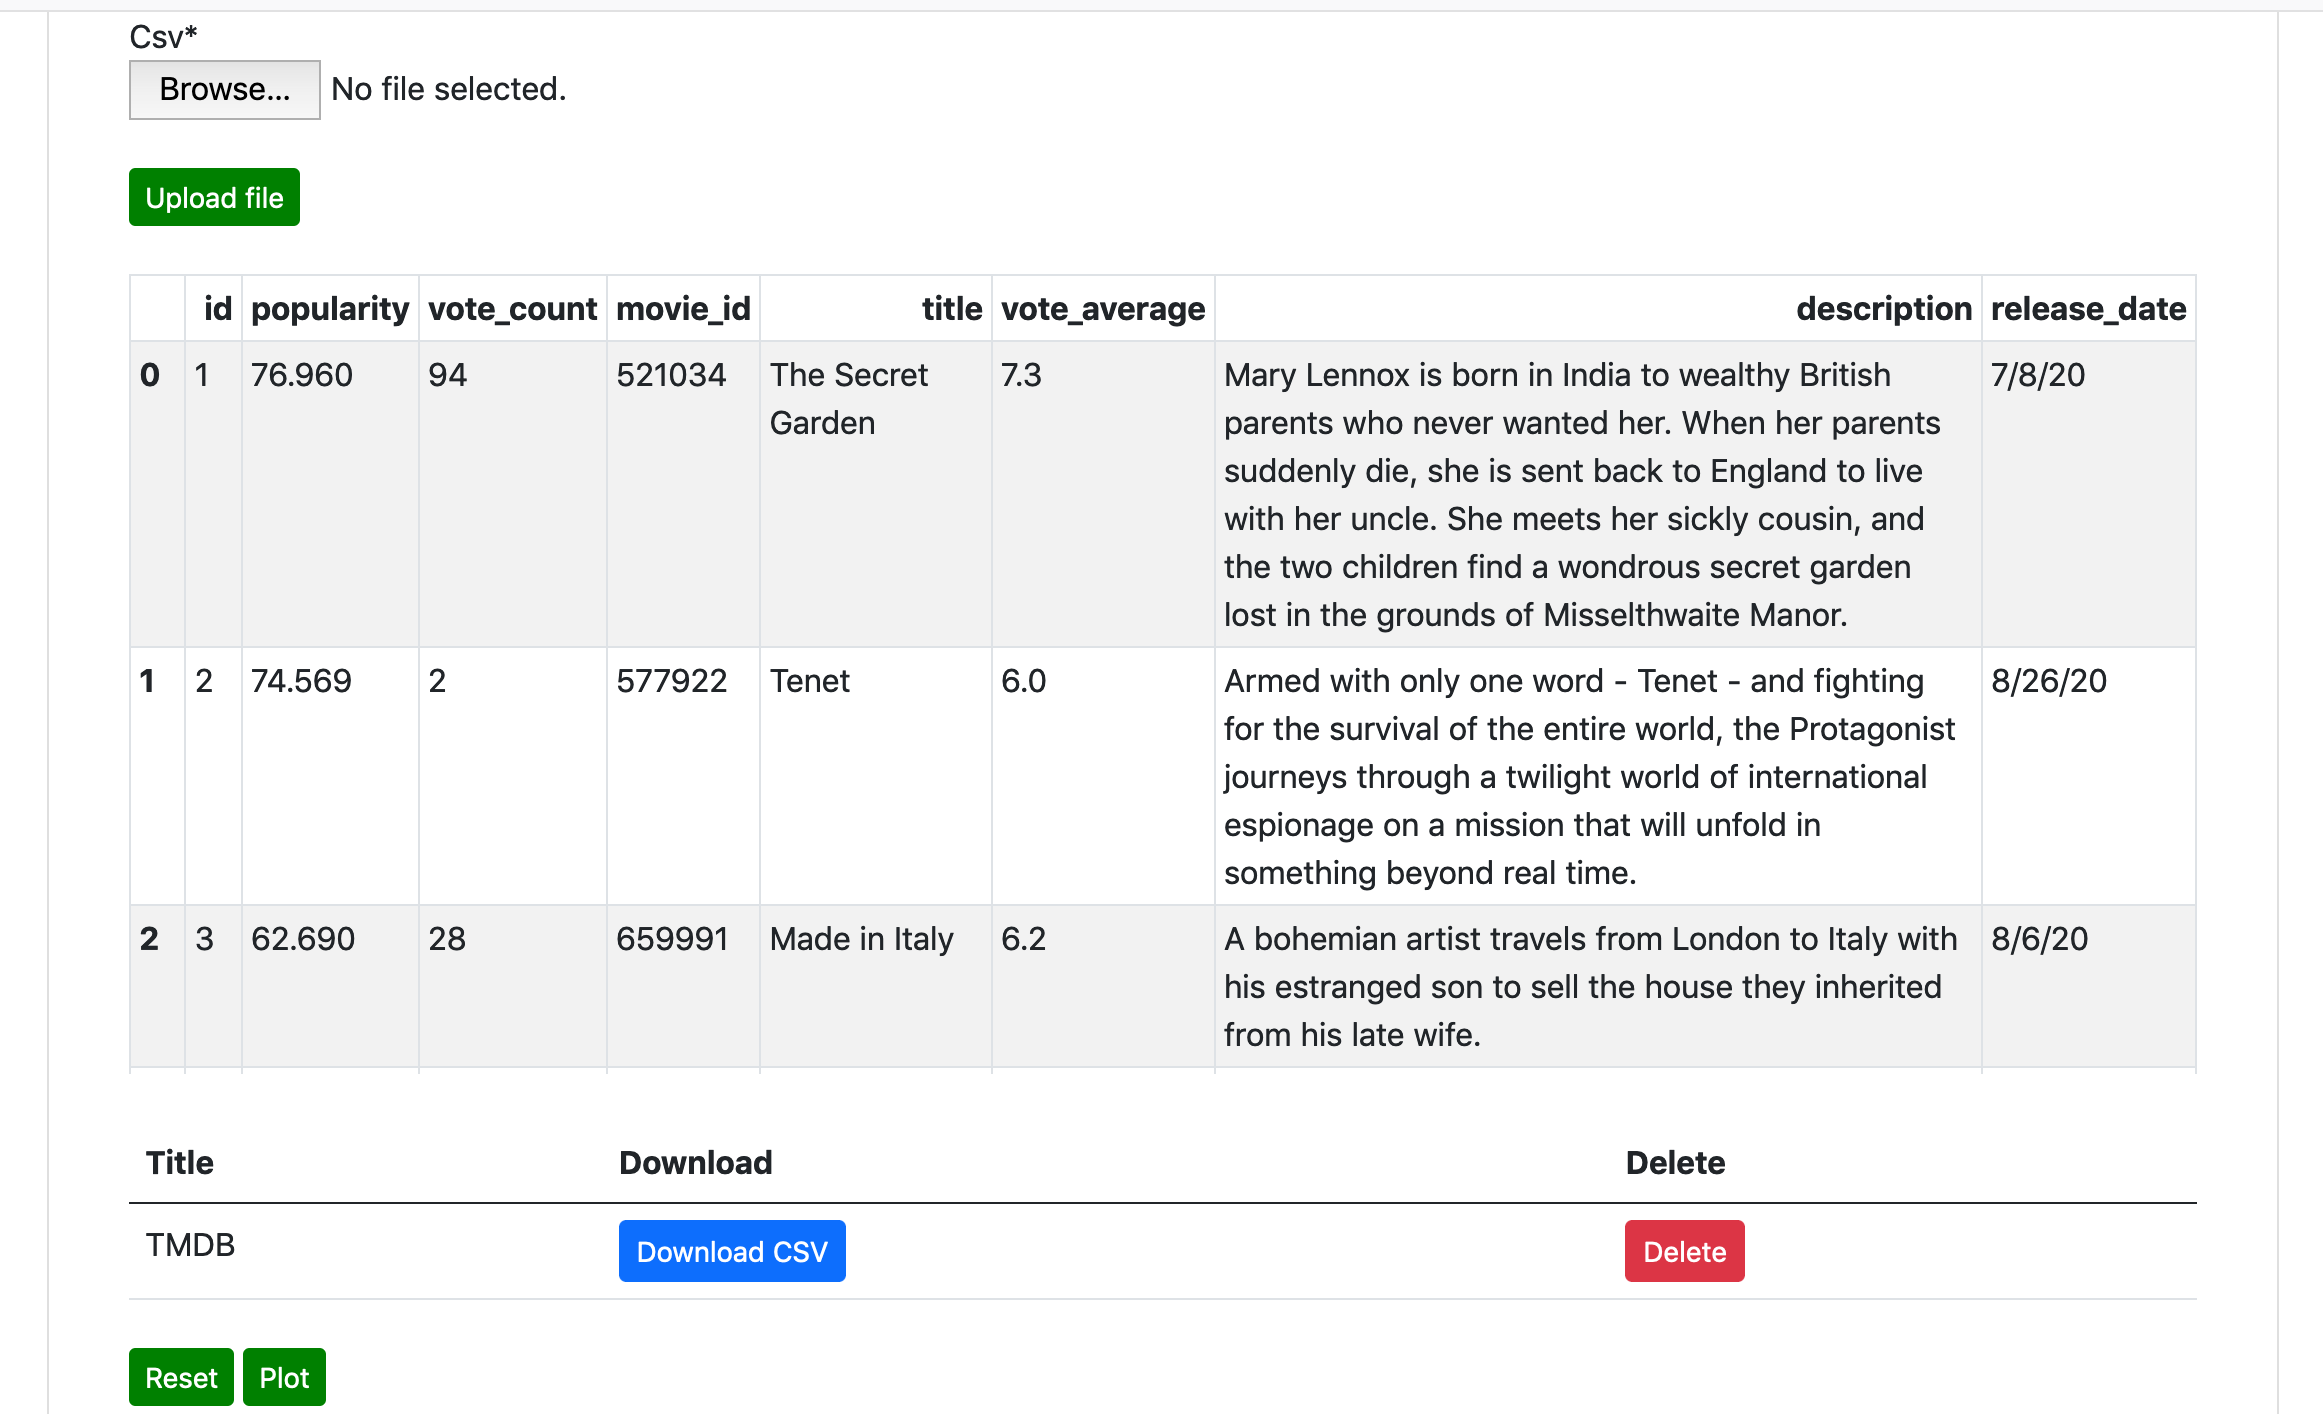 Csv*
Browse... No file selected.
Upload file
id popularity vote_count movie_id title vote_average description release_date
0 1 76.960 94 521034 The Secret 7.3 Mary Lennox is born in India to wealthy British 7/8/20
Garden parents who never wanted her. When her parents
suddenly die, she is sent back to England to live
with her uncle. She meets her sickly cousin, and
the two children find a wondrous secret garden
lost in the grounds of Misselthwaite Manor.
1 2 74.569 2 577922 Tenet 6.0 Armed with only one word - Tenet - and fighting 8/26/20
for the survival of the entire world, the Protagonist
journeys through a twilight world of international
espionage on a mission that will unfold in
something beyond real time.
2 3 62.690 28 659991 Made in Italy 6.2 A bohemian artist travels from London to Italy with 8/6/20
his estranged son to sell the house they inherited
from his late wife.
Title Download Delete
TMDB Download CSV Delete
Reset Plot